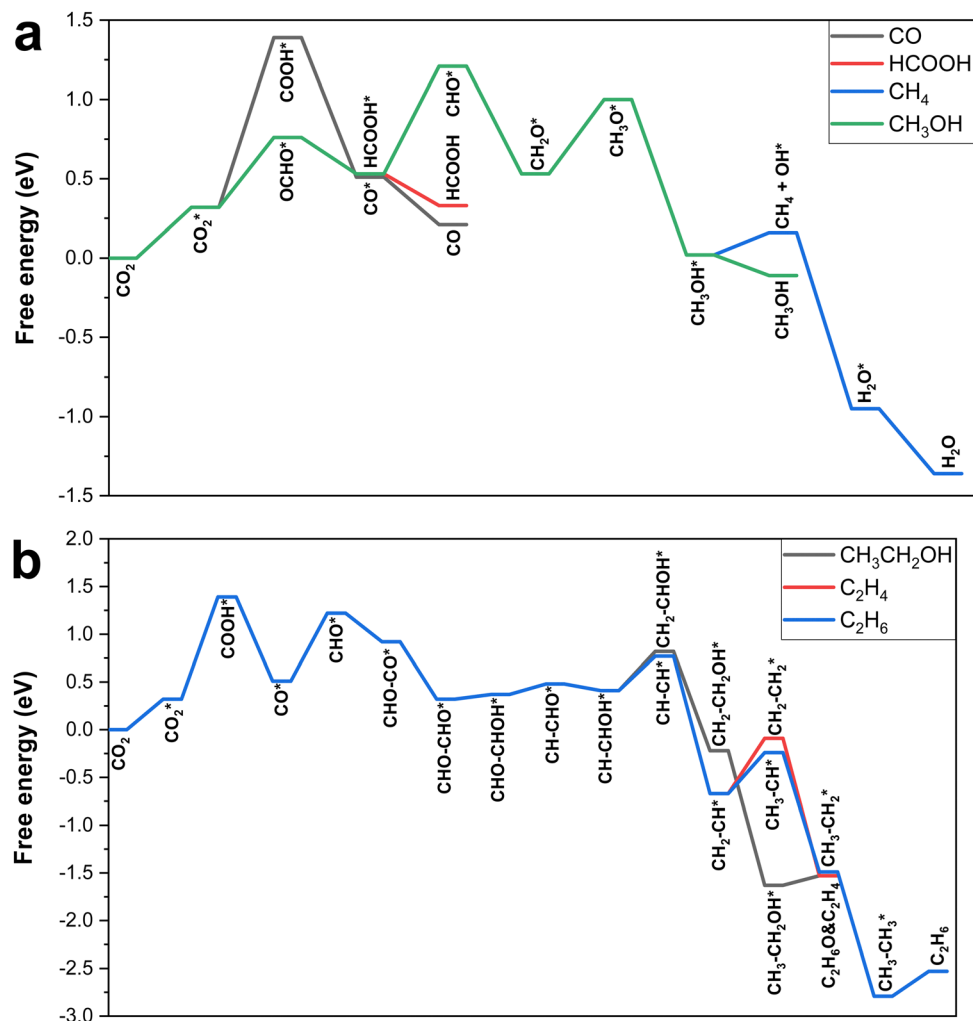 a
Free energy (eV)
1.5
1.0
0.5
0.0
-0.5
-1.0
-1.5
CO
HCOOH
CH₄
CH₃OH
CO₂
CO₂*
COOH*
OCHO*
HCOOH*
CO*
CHO*
HCOOH
CO
CH₂O*
CH₃O*
CH₃OH*
CH₄ + OH*
CH₃OH
H₂O*
H₂O
b
Free energy (eV)
2.0
1.5
1.0
0.5
0.0
-0.5
-1.0
-1.5
-2.0
-2.5
-3.0
CH₃CH₂OH
C₂H₄
C₂H₆
CO₂
CO₂*
COOH*
CO*
CHO*
CHO-CO*
CHO-CHO*
CHO-CHOH*
CH-CHO*
CH-CHOH*
CH₂-CHOH*
CH-CH*
CH₂-CH₂OH*
CH₂-CH*
CH₂-CH₂*
CH₃-CH*
CH₃-CH₂OH*
CH₃-CH₂*
C₂H₆O&C₂H₄
CH₃-CH₃*
C₂H₆